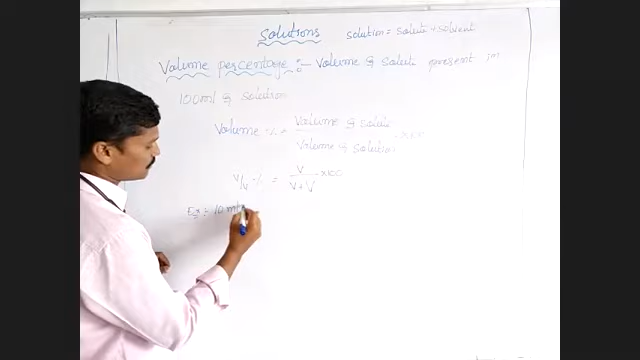 Solutions solution = solute + solvent
Volume percentage :- Volume of solute present in
100ml of solution
Volume % = Volume of solute / Volume of solution × 100
V/V % = V / V + V × 100
Ex :- 10 ml